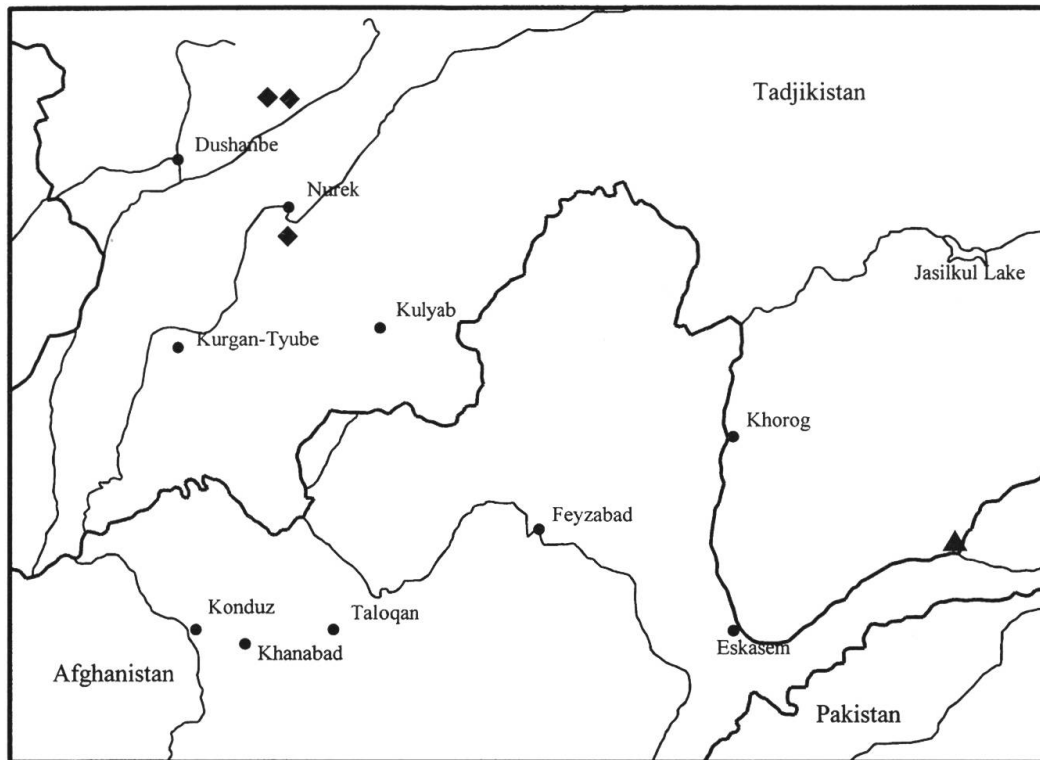 Tadjikistan
Dushanbe
Nurek
Jasilkul Lake
Kulyab
Kurgan-Tyube
Khorog
Feyzabad
Konduz
Taloqan
Khanabad
Eskasem
Afghanistan
Pakistan